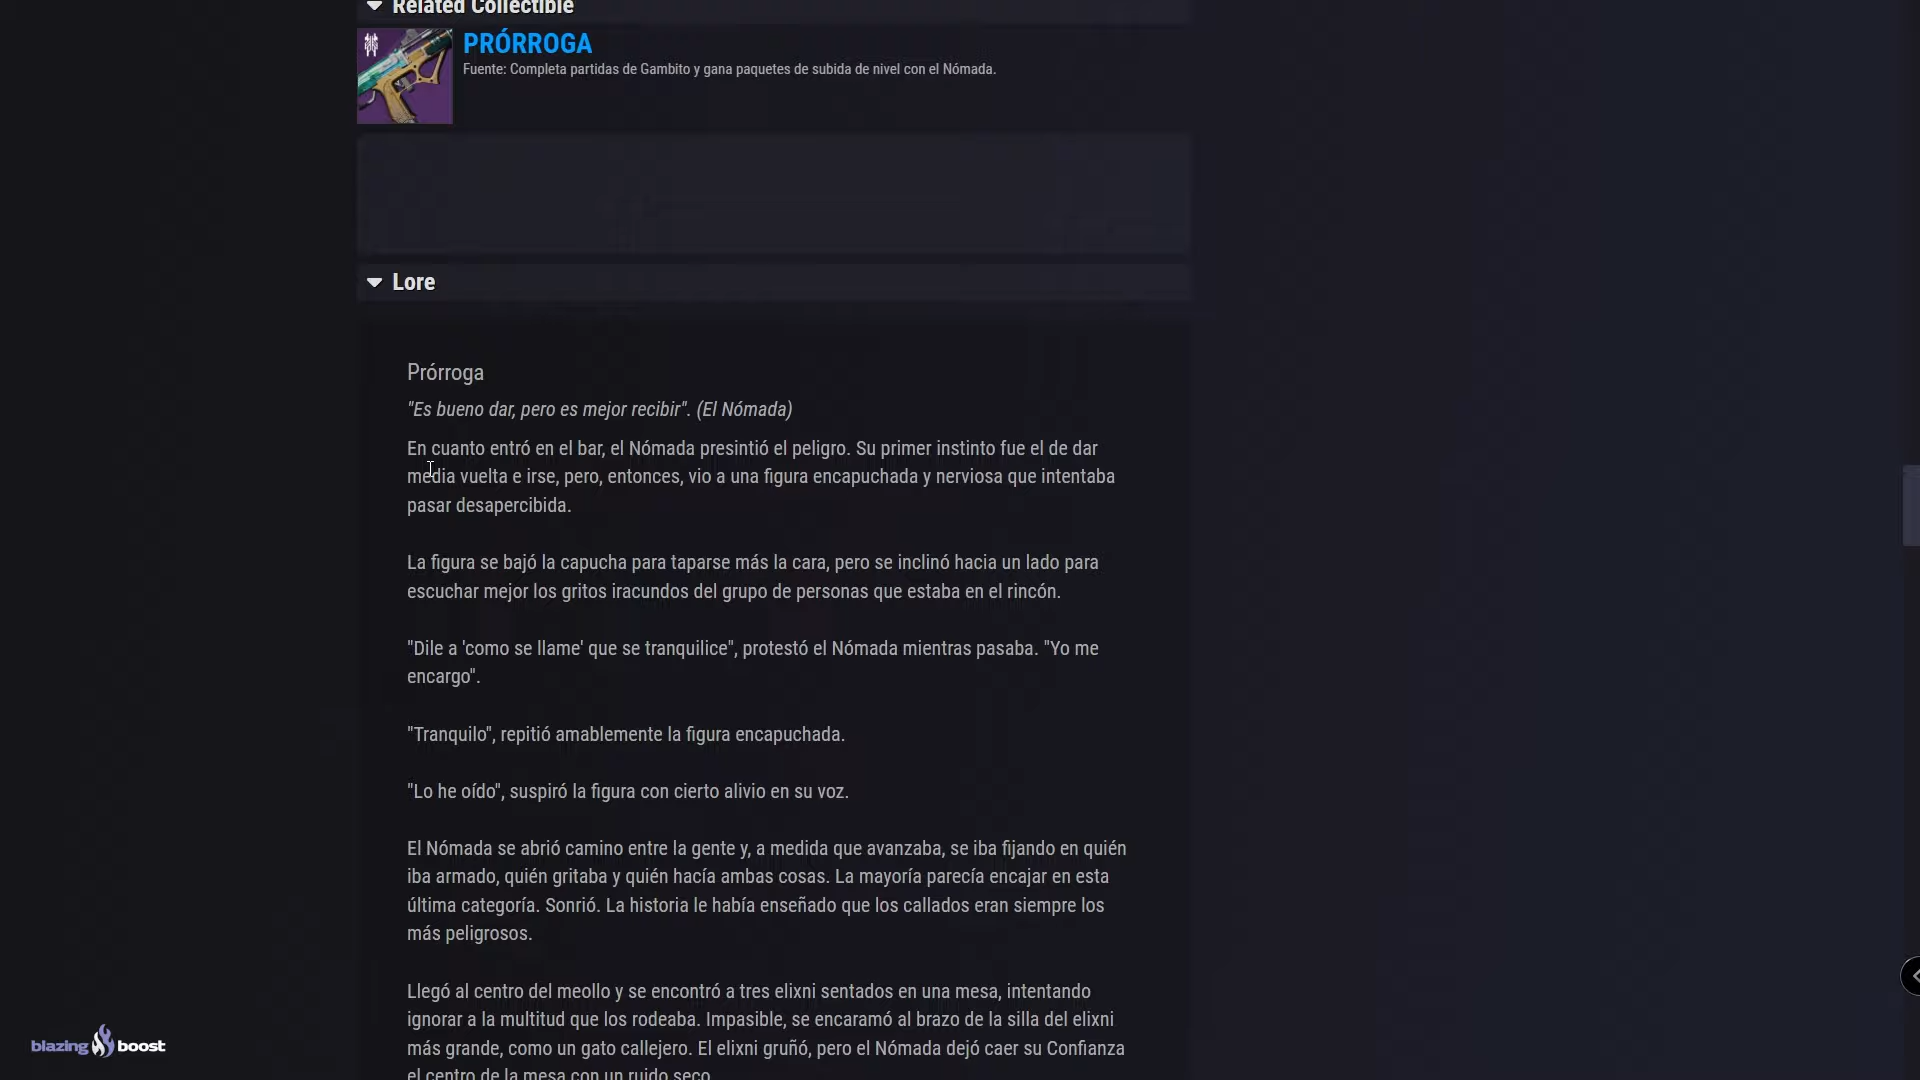 Related Collectible
PRÓRROGA
Fuente: Completa partidas de Gambito y gana paquetes de subida de nivel con el Nómada.
Lore
Prórroga
"Es bueno dar, pero es mejor recibir". (El Nómada)
En cuanto entró en el bar, el Nómada presintió el peligro. Su primer instinto fue el de dar
media vuelta e irse, pero, entonces, vio a una figura encapuchada y nerviosa que intentaba
pasar desapercibida.
La figura se bajó la capucha para taparse más la cara, pero se inclinó hacia un lado para
escuchar mejor los gritos iracundos del grupo de personas que estaba en el rincón.
"Dile a 'como se llame' que se tranquilice", protestó el Nómada mientras pasaba. "Yo me
encargo".
"Tranquilo", repitió amablemente la figura encapuchada.
"Lo he oído", suspiró la figura con cierto alivio en su voz.
El Nómada se abrió camino entre la gente y, a medida que avanzaba, se iba fijando en quién
iba armado, quién gritaba y quién hacía ambas cosas. La mayoría parecía encajar en esta
última categoría. Sonrió. La historia le había enseñado que los callados eran siempre los
más peligrosos.
Llegó al centro del meollo y se encontró a tres elixni sentados en una mesa, intentando
ignorar a la multitud que los rodeaba. Impasible, se encaramó al brazo de la silla del elixni
más grande, como un gato callejero. El elixni gruñó, pero el Nómada dejó caer su Confianza
el centro de la mesa con un ruido seco
blazing boost